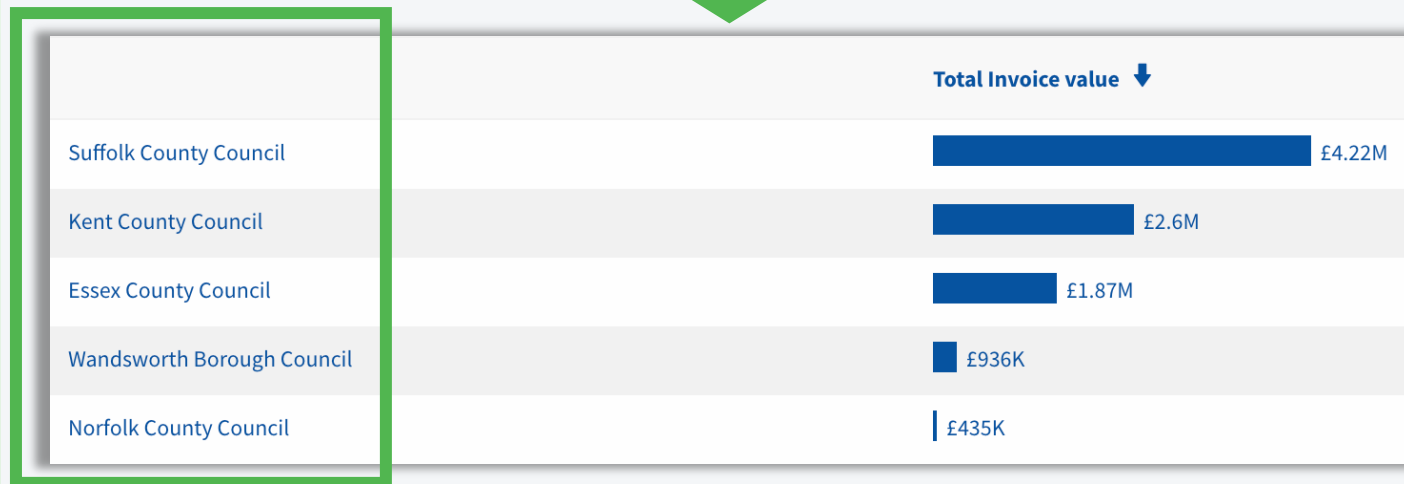 Total Invoice value
Suffolk County Council £4.22M
Kent County Council £2.6M
Essex County Council £1.87M
Wandsworth Borough Council £936K
Norfolk County Council £435K